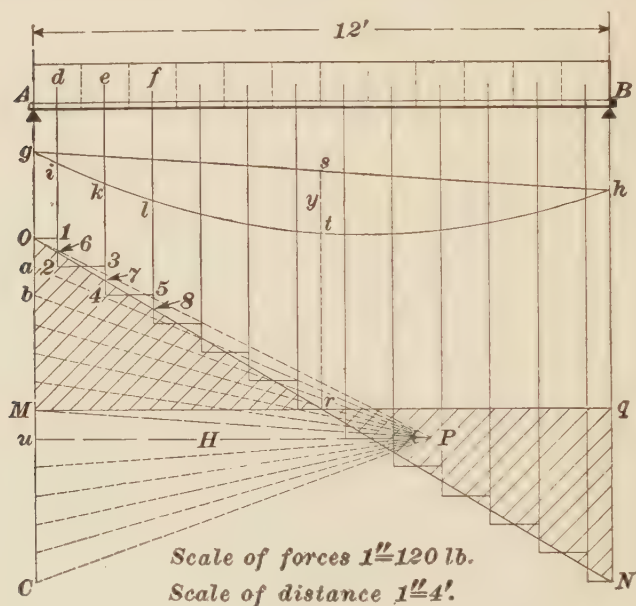 12'
d e f
A B
g s
i k l y t h
O 1 6
a 2 3
7
b 4 5
8
M r q
u H P
C N
Scale of forces 1"=120 lb.
Scale of distance 1"=4'.